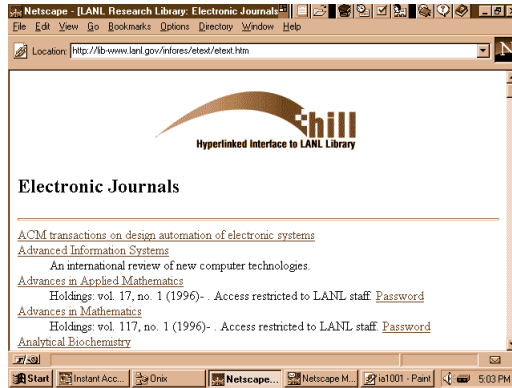 Netscape - [LANL Research Library: Electronic Journals
File Edit View Go Bookmarks Options Directory Window Help
Location: http://lib-www.lanl.gov/infores/etext/etext.htm
N
hill
Hyperlinked Interface to LANL Library
Electronic Journals
ACM transactions on design automation of electronic systems
Advanced Information Systems
An international review of new computer technologies.
Advances in Applied Mathematics
Holdings: vol. 17, no. 1 (1996)- . Access restricted to LANL staff. Password
Advances in Mathematics
Holdings: vol. 117, no. 1 (1996)- . Access restricted to LANL staff. Password
Analytical Biochemistry
Start Instant Acc... Onix Netscape... Netscape M... ia1001 - Paint 5:03 PM